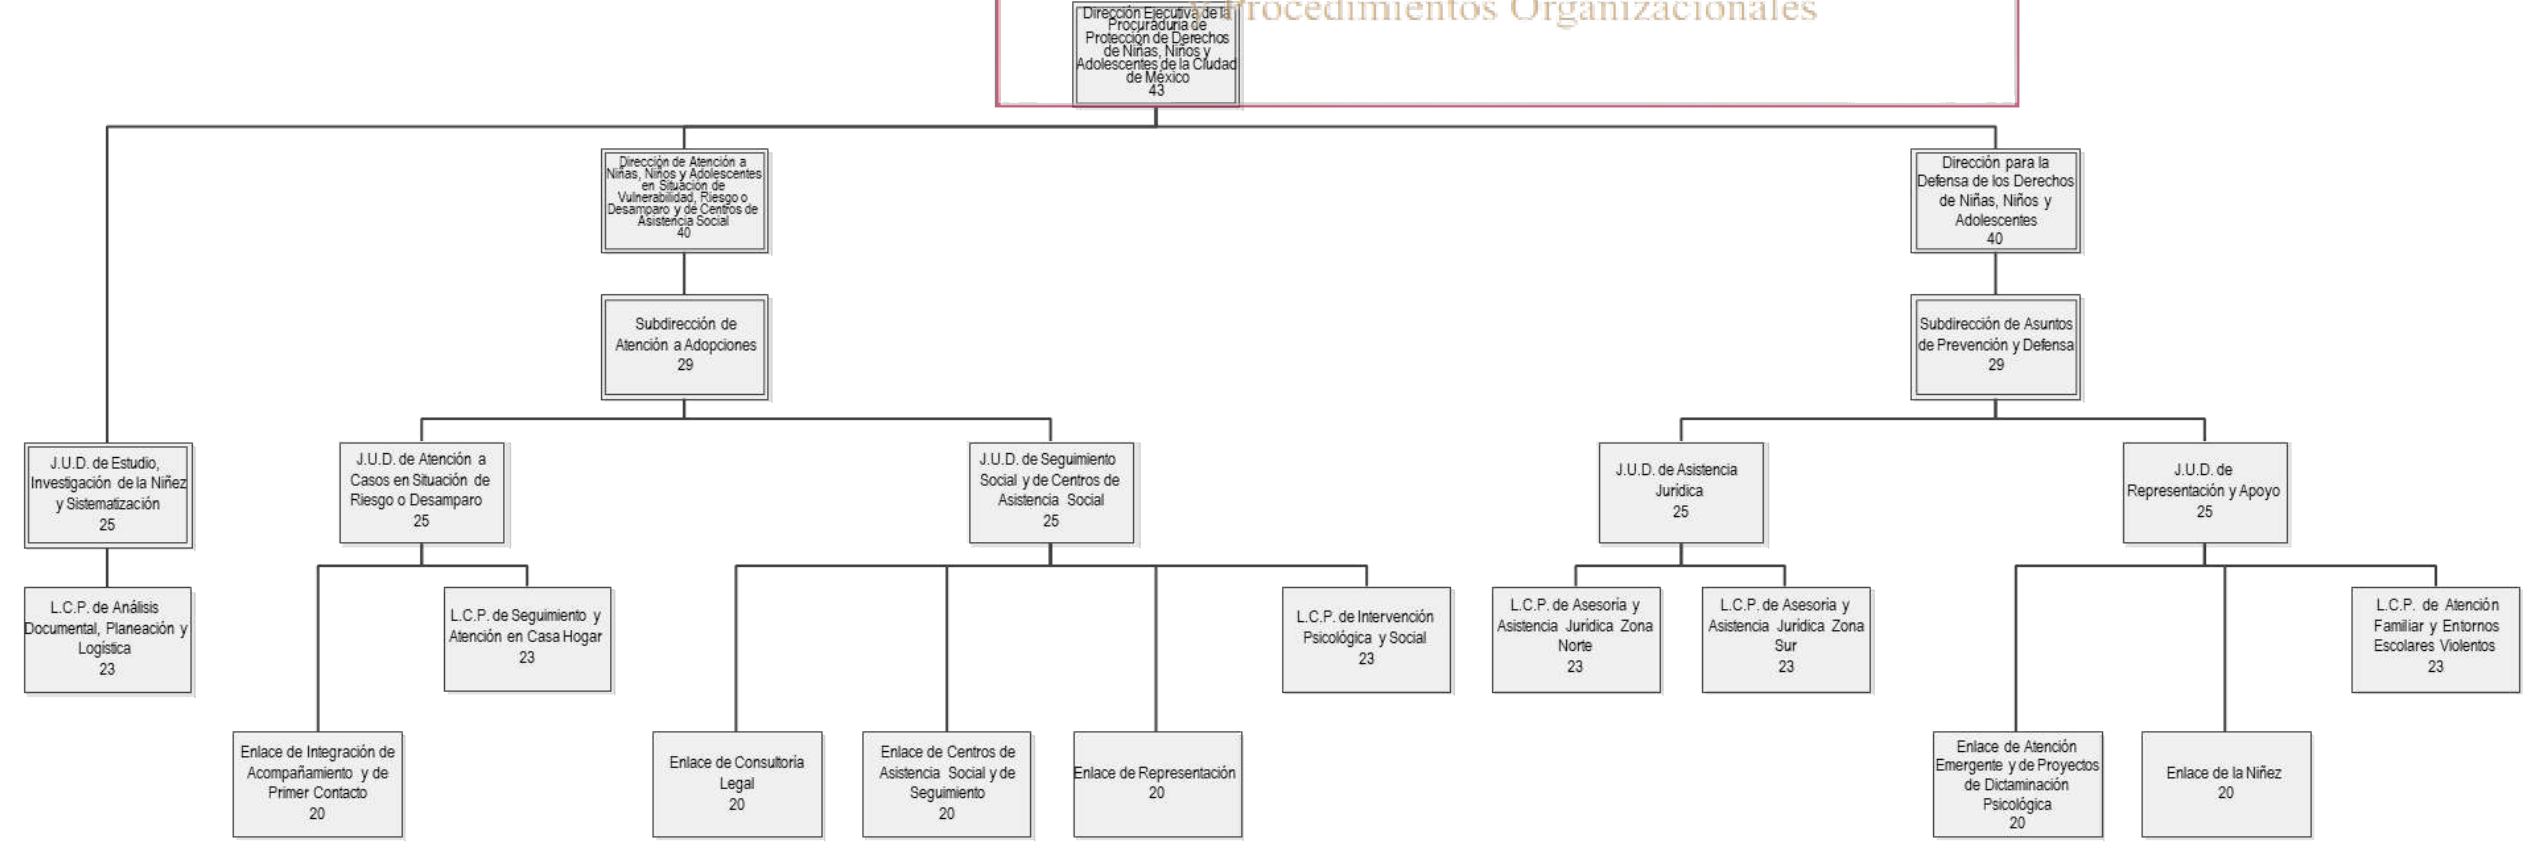 y Procedimientos Organizacionales
Dirección Ejecutiva de la
Procuraduría de
Protección de Derechos
de Niñas, Niños y
Adolescentes de la Ciudad
de México
43
Dirección de Atención a
Niñas, Niños y Adolescentes
en Situación de
Vulnerabilidad, Riesgo o
Desamparo y de Centros de
Asistencia Social
40
Dirección para la
Defensa de los Derechos
de Niñas, Niños y
Adolescentes
40
Subdirección de
Atención a Adopciones
29
Subdirección de Asuntos
de Prevención y Defensa
29
J.U.D. de Estudio,
Investigación de la Niñez
y Sistematización
25
J.U.D. de Atención a
Casos en Situación de
Riesgo o Desamparo
25
J.U.D. de Seguimiento
Social y de Centros de
Asistencia Social
25
J.U.D. de Asistencia
Jurídica
25
J.U.D. de
Representación y Apoyo
25
L.C.P. de Análisis
Documental, Planeación y
Logística
23
L.C.P. de Seguimiento y
Atención en Casa Hogar
23
L.C.P. de Intervención
Psicológica y Social
23
L.C.P. de Asesoría y
Asistencia Jurídica Zona
Norte
23
L.C.P. de Asesoría y
Asistencia Jurídica Zona
Sur
23
L.C.P. de Atención
Familiar y Entornos
Escolares Violentos
23
Enlace de Integración de
Acompañamiento y de
Primer Contacto
20
Enlace de Consultoría
Legal
20
Enlace de Centros de
Asistencia Social y de
Seguimiento
20
Enlace de Representación
20
Enlace de Atención
Emergente y de Proyectos
de Dictaminación
Psicológica
20
Enlace de la Niñez
20